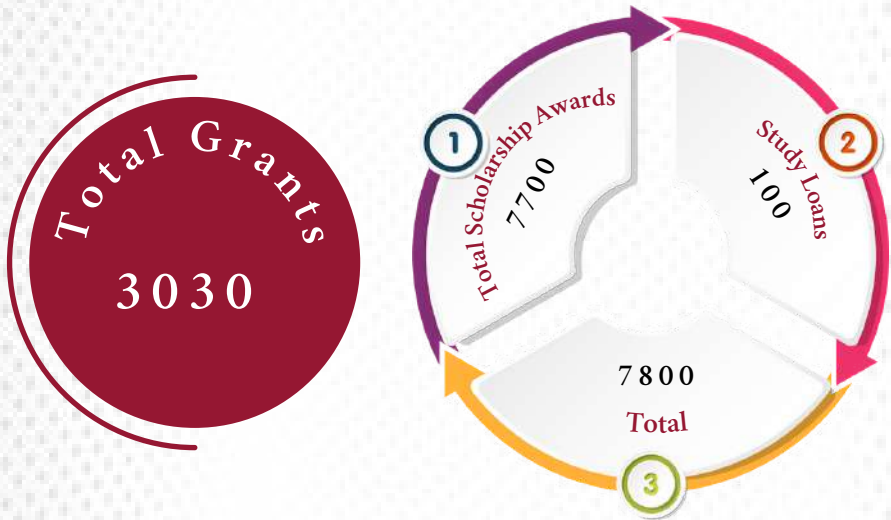 Total Grants
3030
1
Total Scholarship Awards
7700
2
Study Loans
100
7800
Total
3